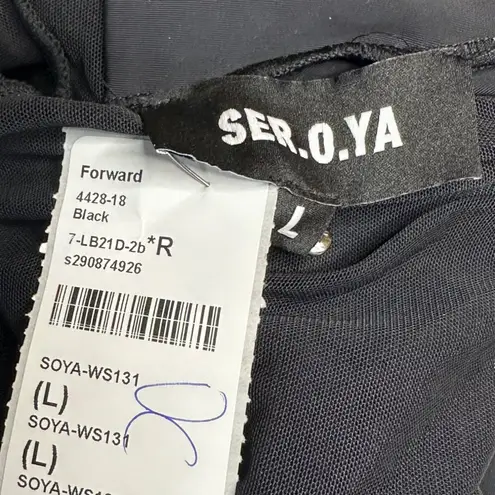 SER.O.YA
L
Forward
4428-18
Black
7-LB21D-2b*R
s290874926
SOYA-WS131
(L)
SOYA-WS131
(L)